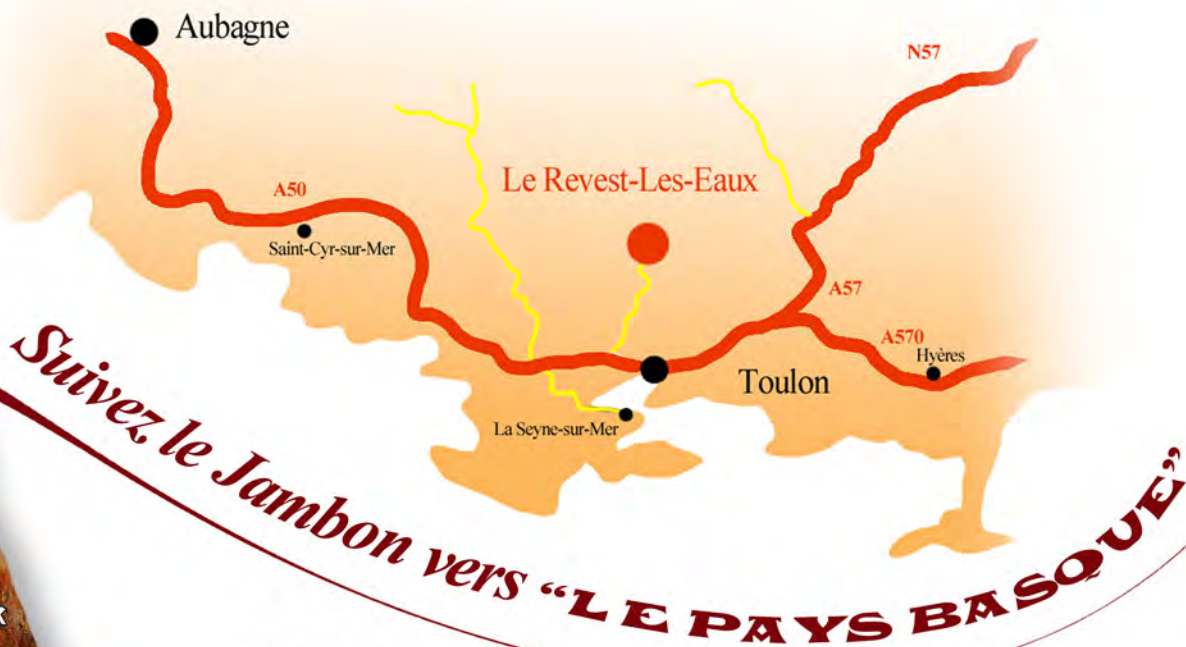 Aubagne
N57
A50
Le Revest-Les-Eaux
Saint-Cyr-sur-Mer
A57
A570
Hyères
Toulon
La Seyne-sur-Mer
Suivez le Jambon vers “LE PAYS BASQUE”